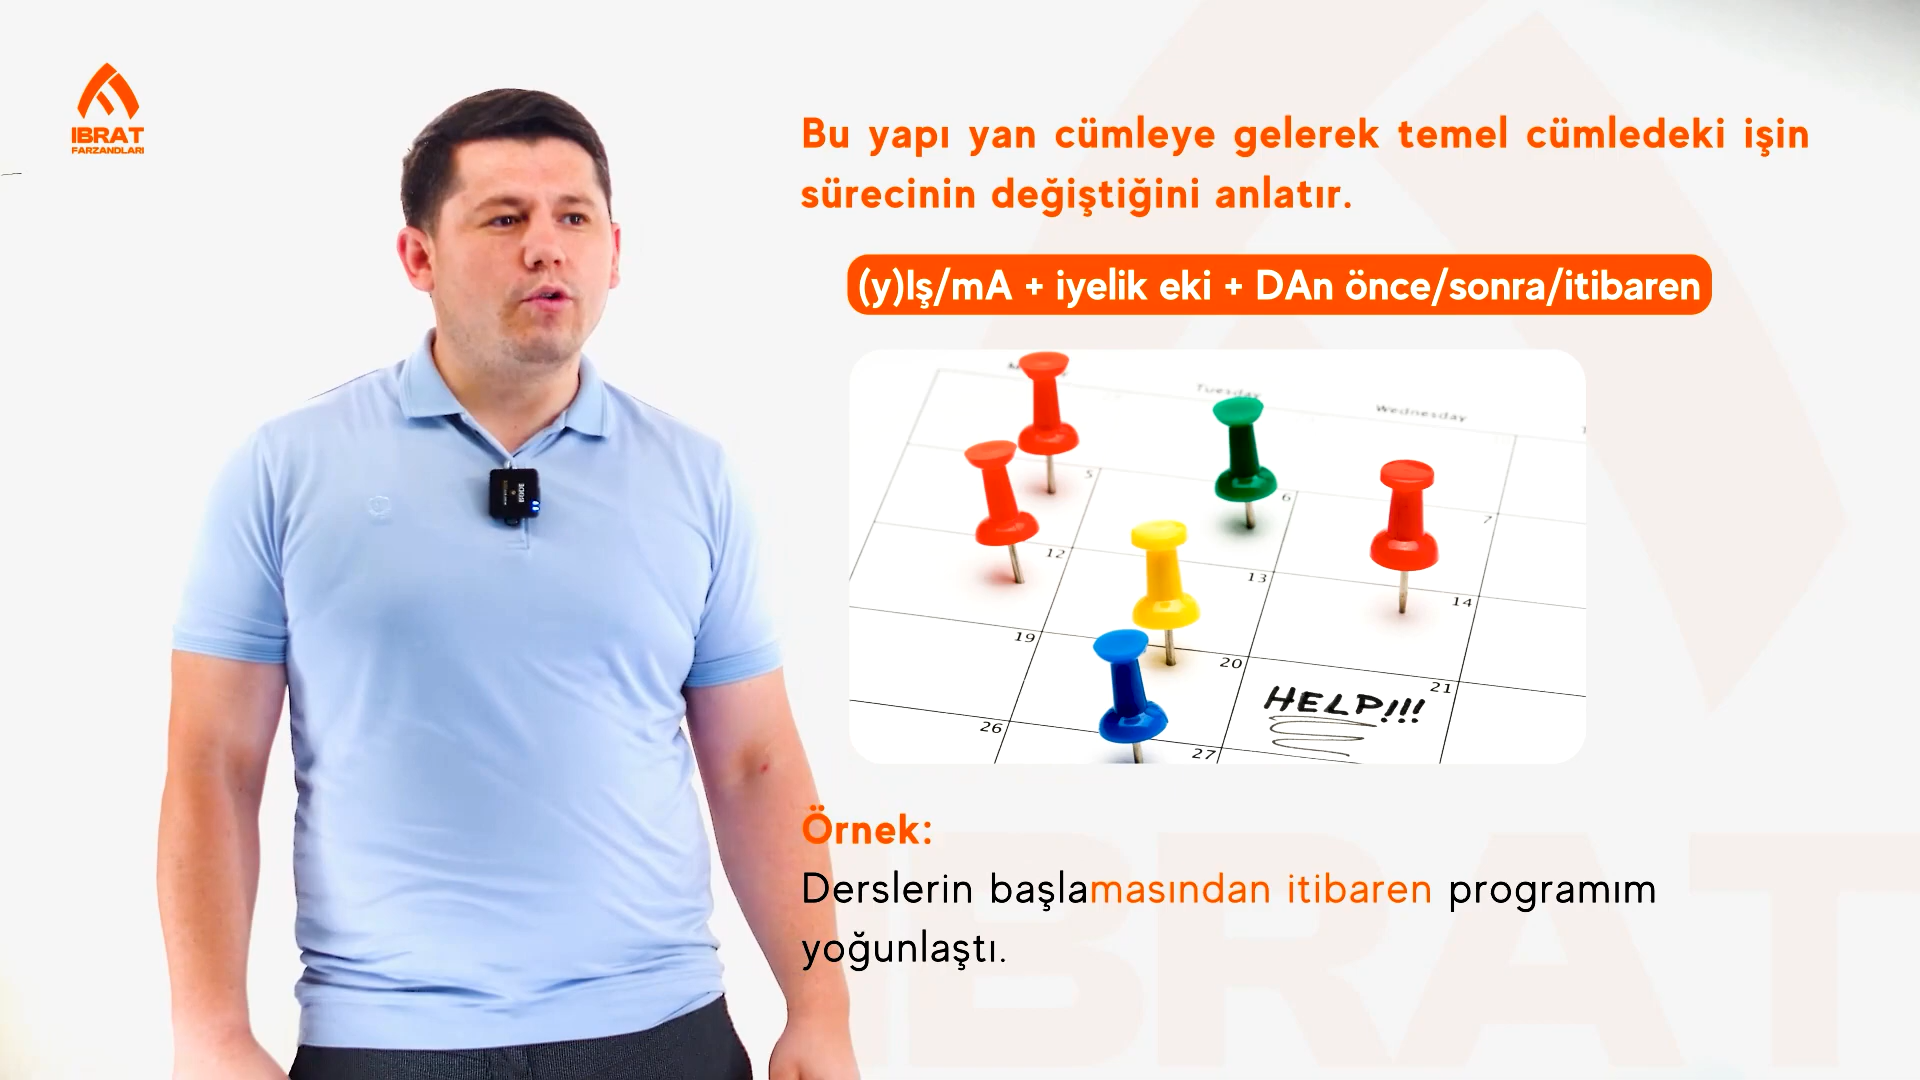 IBRAT
FARZANDLARI
Bu yapı yan cümleye gelerek temel cümledeki işin
sürecinin değiştiğini anlatır.
(y)Iş/mA + iyelik eki + DAn önce/sonra/itibaren
Tuesday
Wednesday
5
6
7
12
13
14
19
20
21
HELP!!!
26
27
Örnek:
Derslerin başlamasından itibaren programım
yoğunlaştı.
IBRAT